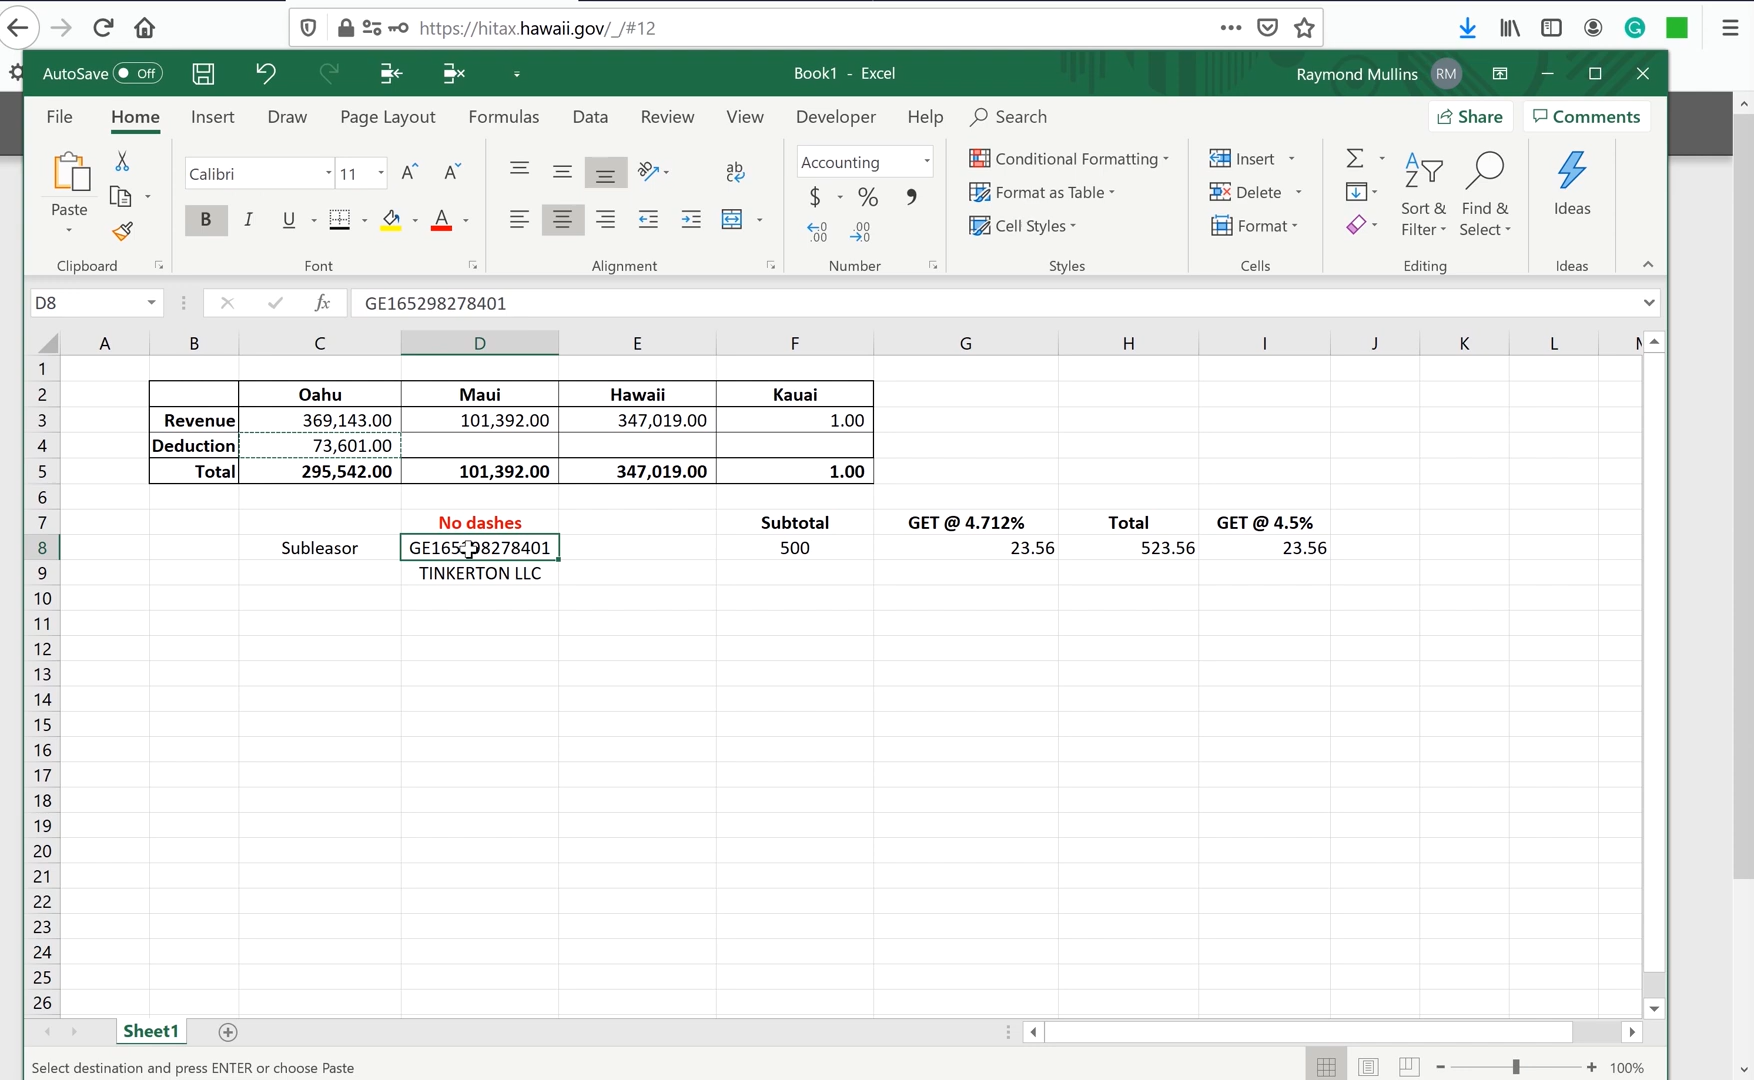 https://hitax.hawaii.gov/_/#12
AutoSave Off Book1 - Excel Raymond Mullins RM
File Home Insert Draw Page Layout Formulas Data Review View Developer Help Search Share Comments
Paste Calibri 11 A A ab Accounting Conditional Formatting Insert Sort & Filter Find & Select Ideas
B I U A $ % , Format as Table Delete
.00 .00 Cell Styles Format
Clipboard Font Alignment Number Styles Cells Editing Ideas
D8 fx GE165298278401
A B C D E F G H I J K L
1
2 Oahu Maui Hawaii Kauai
3 Revenue 369,143.00 101,392.00 347,019.00 1.00
4 Deduction 73,601.00
5 Total 295,542.00 101,392.00 347,019.00 1.00
6
7 No dashes Subtotal GET @ 4.712% Total GET @ 4.5%
8 Subleasor GE165298278401 500 23.56 523.56 23.56
9 TINKERTON LLC
10
11
12
13
14
15
16
17
18
19
20
21
22
23
24
25
26
Sheet1
Select destination and press ENTER or choose Paste 100%